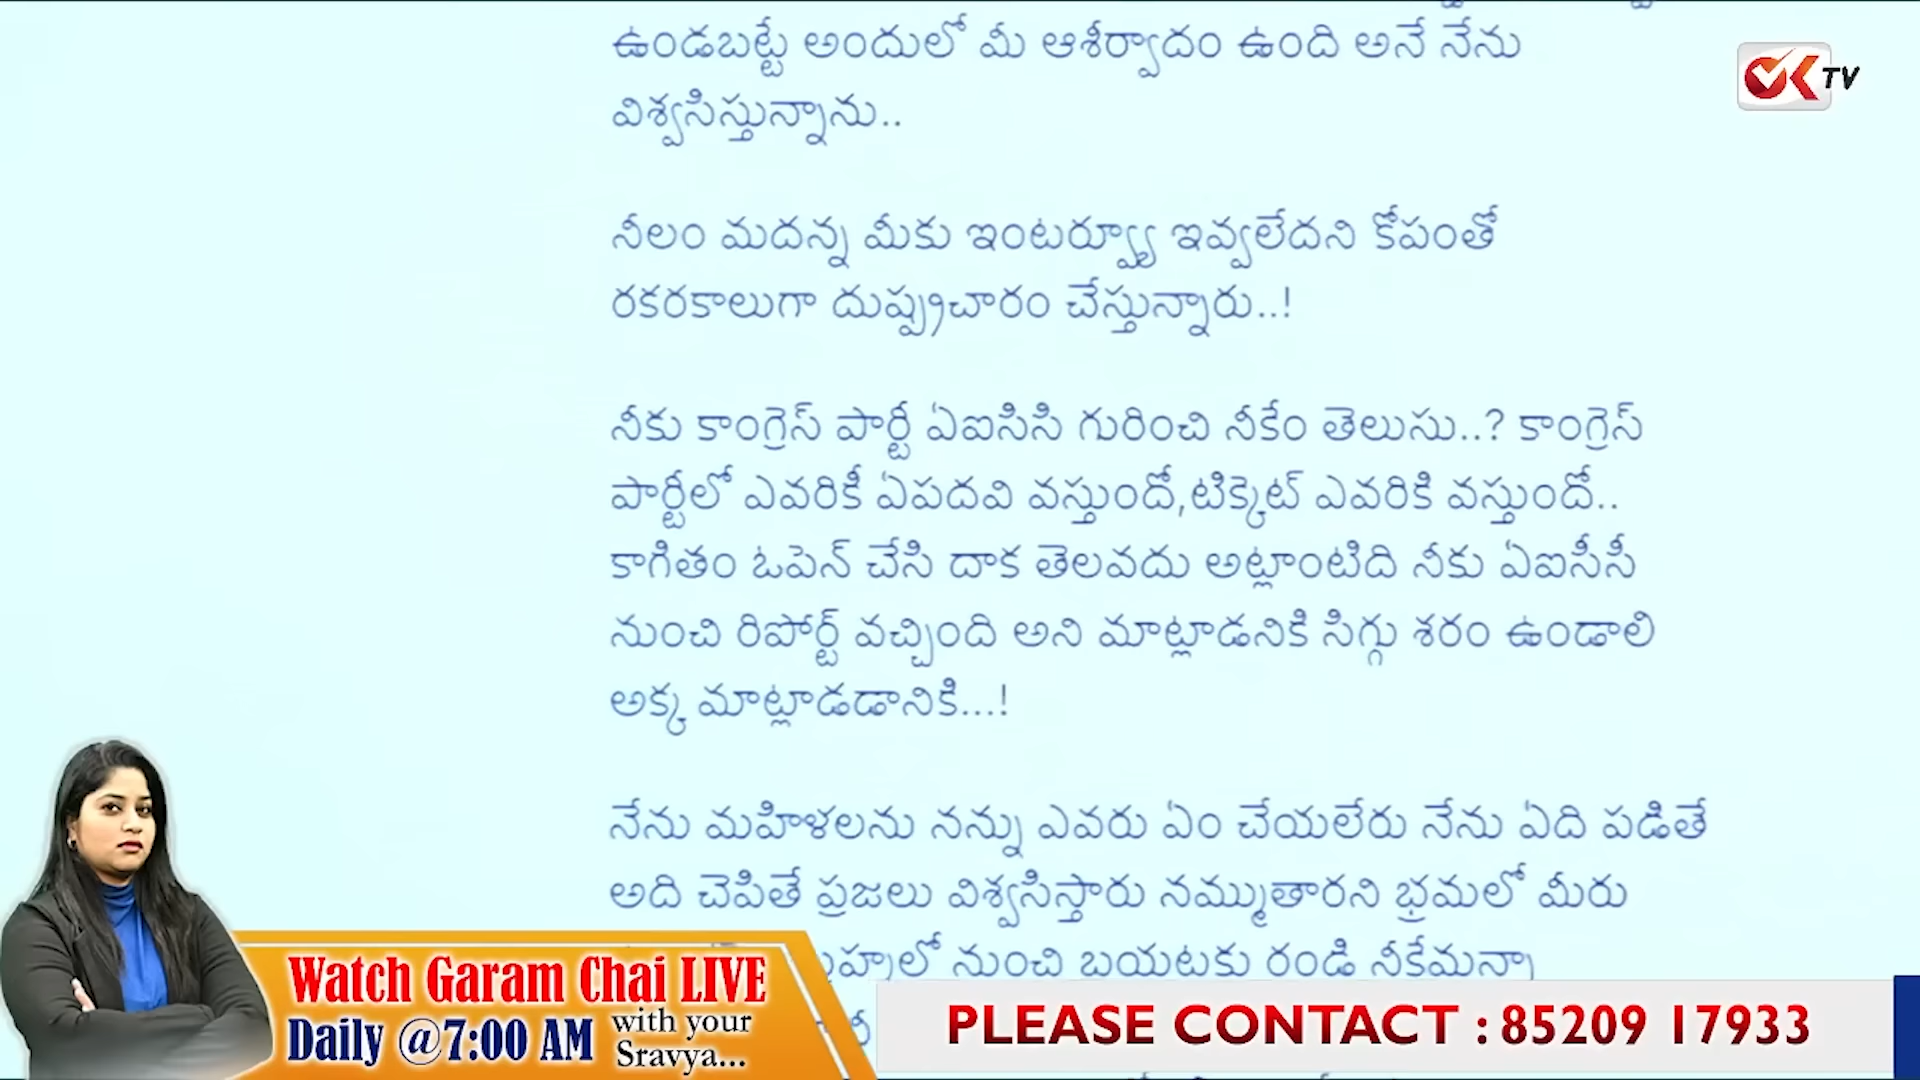 ఉండబట్టే అందులో మీ ఆశీర్వాదం ఉంది అనే నేను
OK TV
విశ్వసిస్తున్నాను..
నీలం మదన్న మీకు ఇంటర్వ్యూ ఇవ్వలేదని కోపంతో
రకరకాలుగా దుష్ప్రచారం చేస్తున్నారు..!
నీకు కాంగ్రెస్ పార్టీ ఏఐసిసి గురించి నీకేం తెలుసు..? కాంగ్రెస్
పార్టీలో ఎవరికీ ఏపదవి వస్తుందో,టిక్కెట్ ఎవరికి వస్తుందో..
కాగితం ఓపెన్ చేసి దాక తెలవదు అట్లాంటిది నీకు ఏఐసీసీ
నుంచి రిపోర్ట్ వచ్చింది అని మాట్లాడనికి సిగ్గు శరం ఉండాలి
అక్క మాట్లాడడానికి...!
నేను మహిళలను నన్ను ఎవరు ఏం చేయలేరు నేను ఏది పడితే
అది చెపితే ప్రజలు విశ్వసిస్తారు నమ్ముతారని భ్రమలో మీరు
నుంచి బయటకు రండి నీకేమన్నా
Watch Garam Chai LIVE
Daily @7:00 AM with your Sravya...
PLEASE CONTACT : 85209 17933